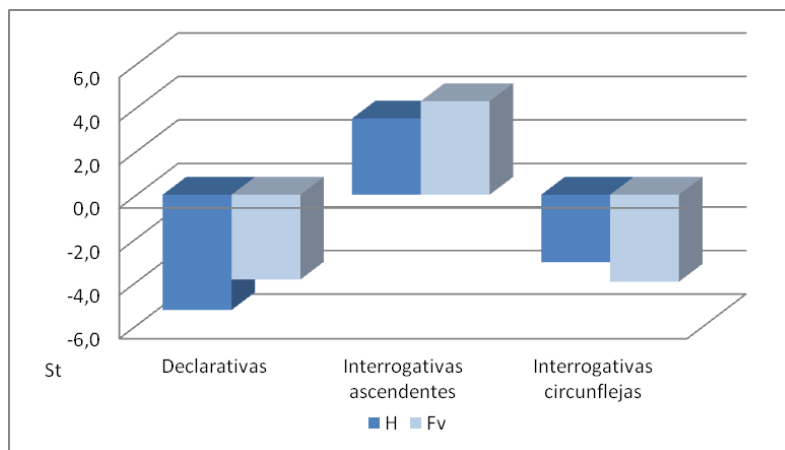 6,0
4,0
2,0
0,0
-2,0
-4,0
-6,0
St
Declarativas
Interrogativas
ascendentes
Interrogativas
circunflejas
H
Fv